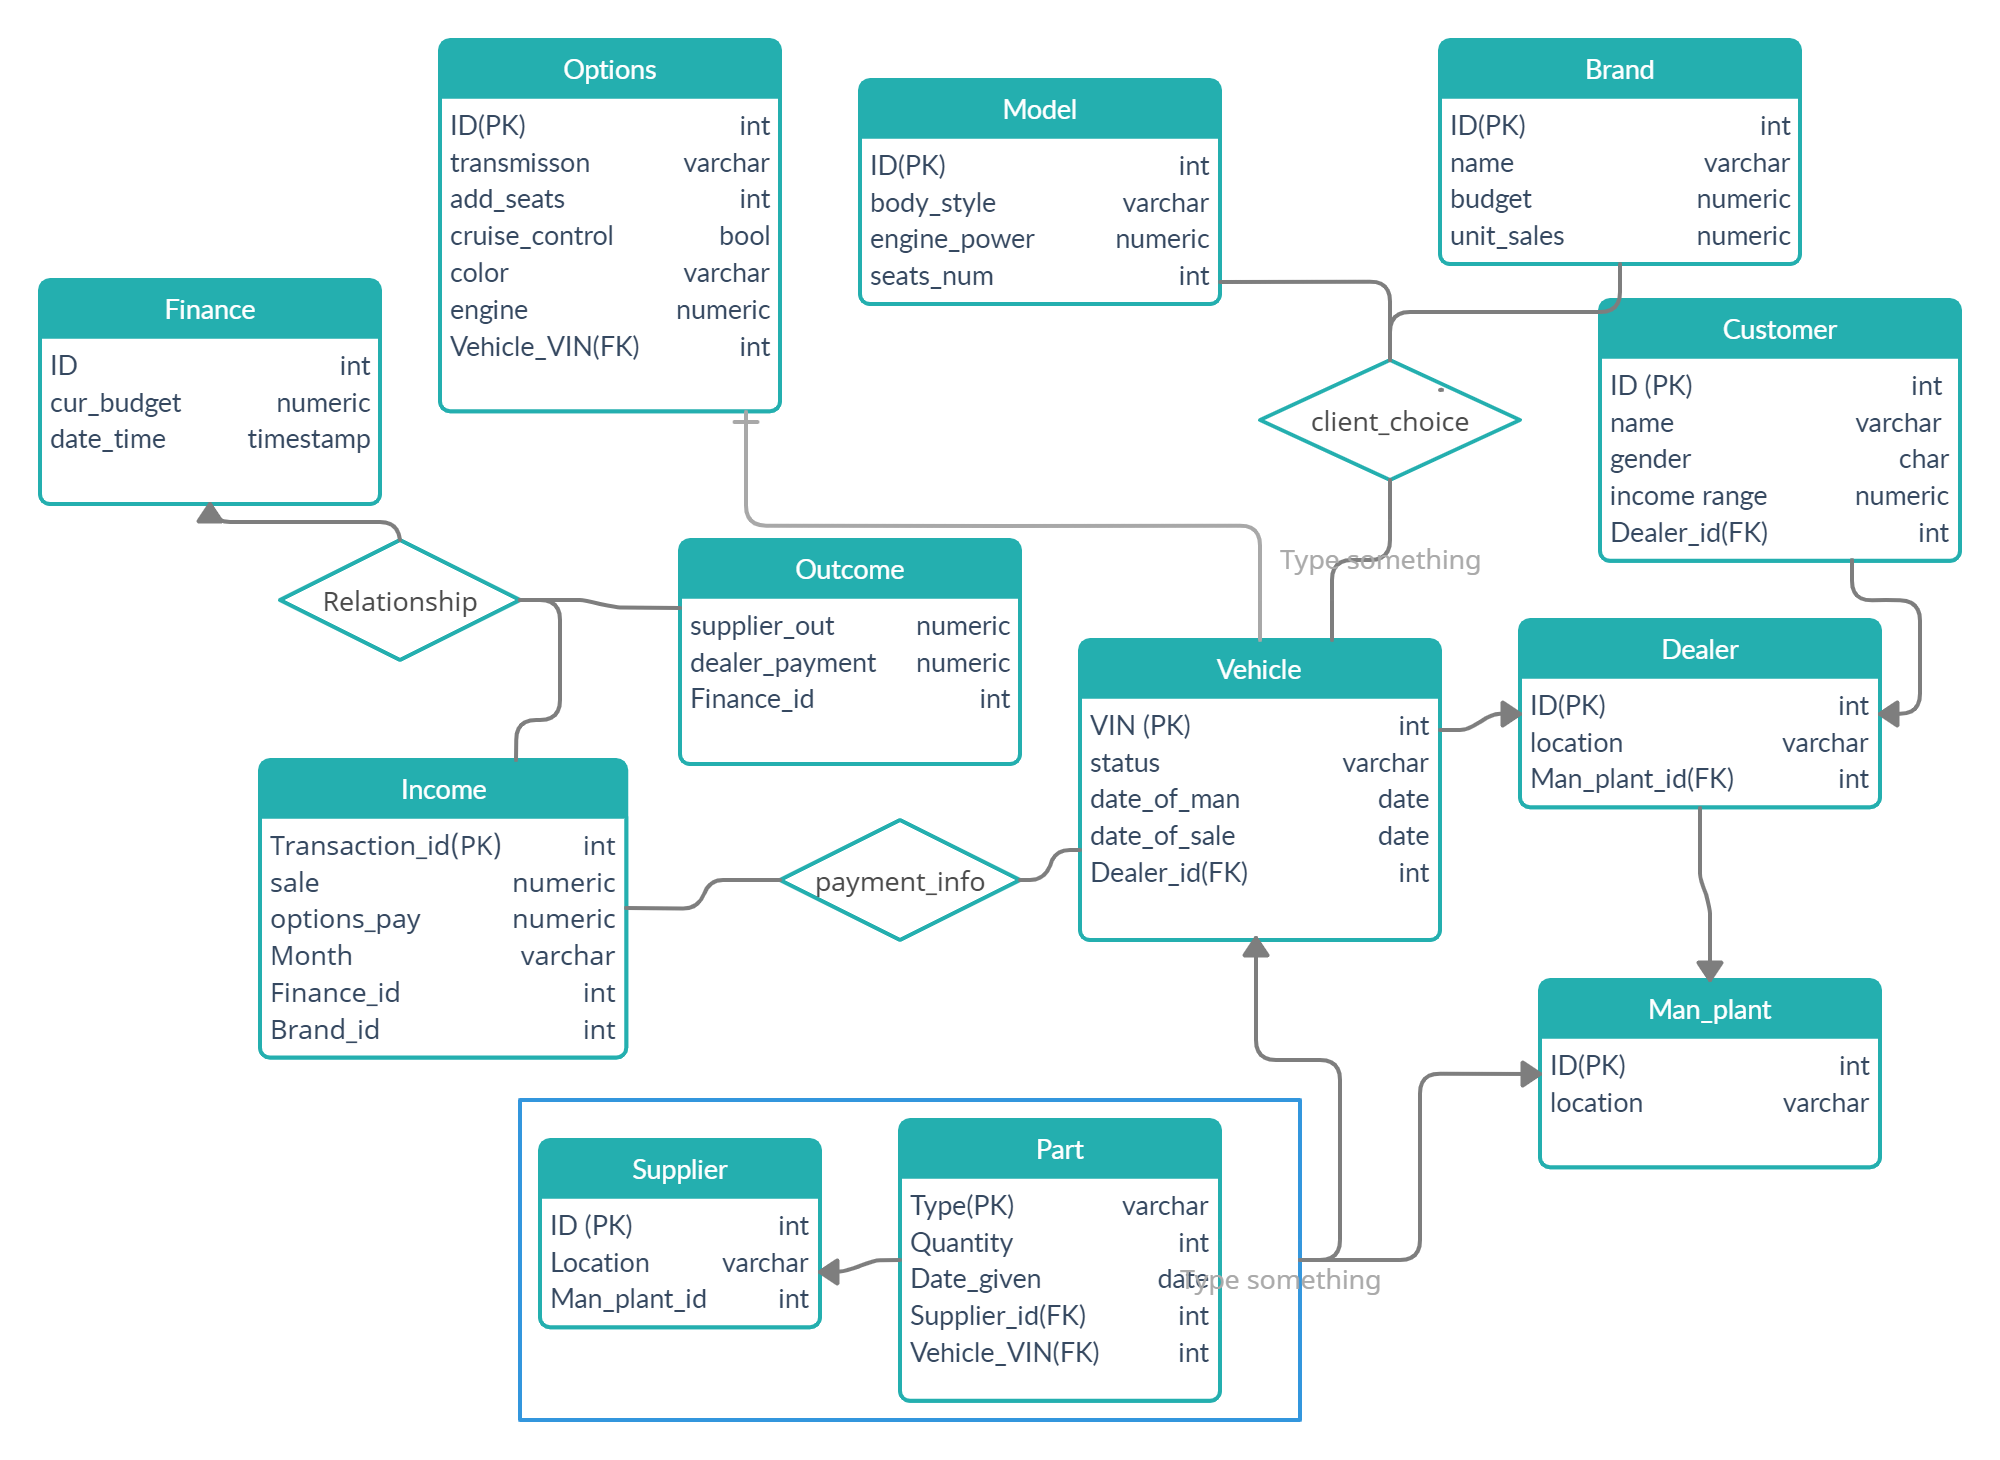 Options
ID(PK) int
transmisson varchar
add_seats int
cruise_control bool
color varchar
engine numeric
Vehicle_VIN(FK) int
Model
ID(PK) int
body_style varchar
engine_power numeric
seats_num int
Brand
ID(PK) int
name varchar
budget numeric
unit_sales numeric
Finance
ID int
cur_budget numeric
date_time timestamp
Customer
ID (PK) int
name varchar
gender char
income range numeric
Dealer_id(FK) int
client_choice
Type something
Relationship
Outcome
supplier_out numeric
dealer_payment numeric
Finance_id int
Vehicle
VIN (PK) int
status varchar
date_of_man date
date_of_sale date
Dealer_id(FK) int
Dealer
ID(PK) int
location varchar
Man_plant_id(FK) int
Income
Transaction_id(PK) int
sale numeric
options_pay numeric
Month varchar
Finance_id int
Brand_id int
payment_info
Man_plant
ID(PK) int
location varchar
Supplier
ID (PK) int
Location varchar
Man_plant_id int
Part
Type(PK) varchar
Quantity int
Date_given date
Supplier_id(FK) int
Vehicle_VIN(FK) int
Type something